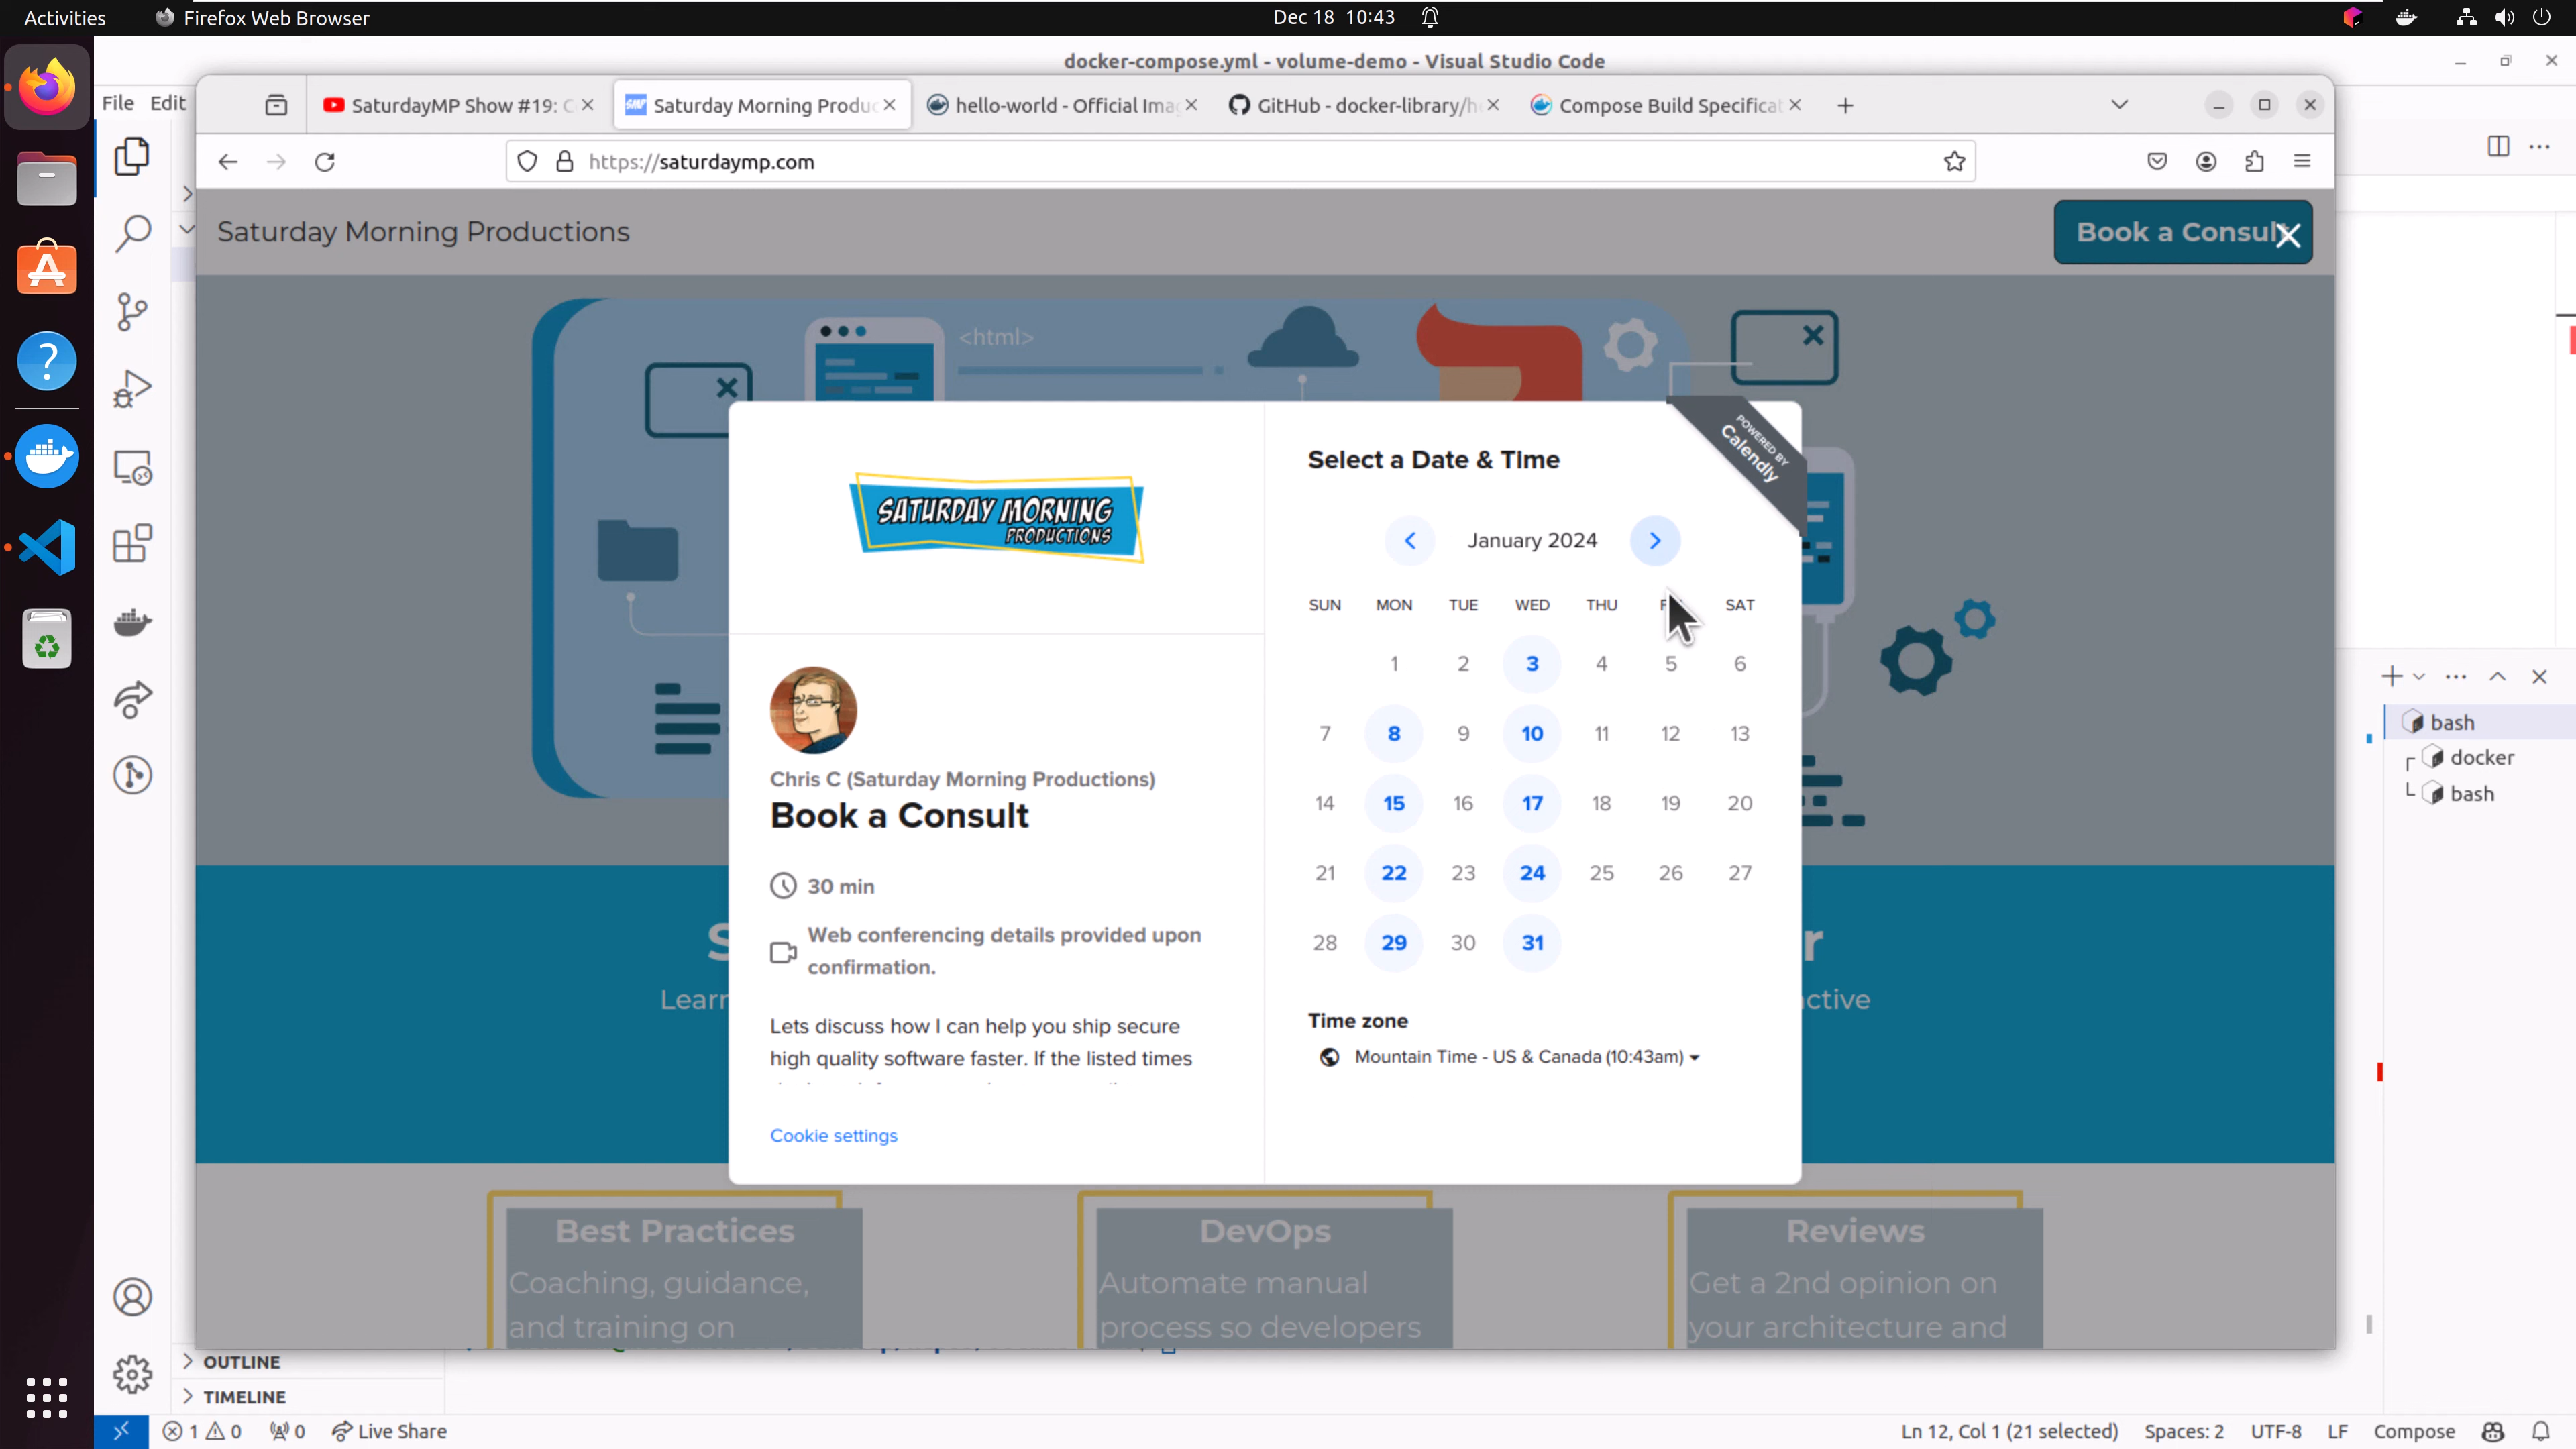 Activities
Firefox Web Browser
Dec 18 10:43
docker-compose.yml - volume-demo - Visual Studio Code
File Edit
SaturdayMP Show #19:
Saturday Morning Produc
hello-world - Official Ima
GitHub - docker-library/h
Compose Build Specificat
https://saturdaymp.com
Saturday Morning Productions
Book a Consult
<html>
SATURDAY MORNING
PRODUCTIONS
Chris C (Saturday Morning Productions)
Book a Consult
30 min
Web conferencing details provided upon
confirmation.
Lets discuss how I can help you ship secure
high quality software faster. If the listed times
Cookie settings
Select a Date & Time
POWERED BY
Calendly
January 2024
SUN MON TUE WED THU SAT
1 2 3 4 5 6
7 8 9 10 11 12 13
14 15 16 17 18 19 20
21 22 23 24 25 26 27
28 29 30 31
Time zone
Mountain Time - US & Canada (10:43am)
S
r
Learn
active
Best Practices
Coaching, guidance,
and training on
DevOps
Automate manual
process so developers
Reviews
Get a 2nd opinion on
your architecture and
bash
docker
bash
OUTLINE
TIMELINE
1 0 0 Live Share
Ln 12, Col 1 (21 selected) Spaces: 2 UTF-8 LF Compose